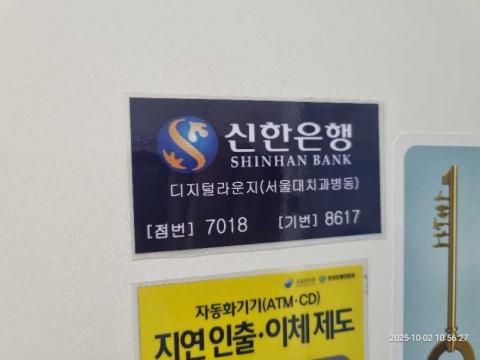 신한은행
SHINHAN BANK
디지털라운지(서울대치과병동)
[점번] 7018 [기번] 8617
자동화기기(ATM·CD)
지연 인출·이체 제도
2025-10-02 10:56:27